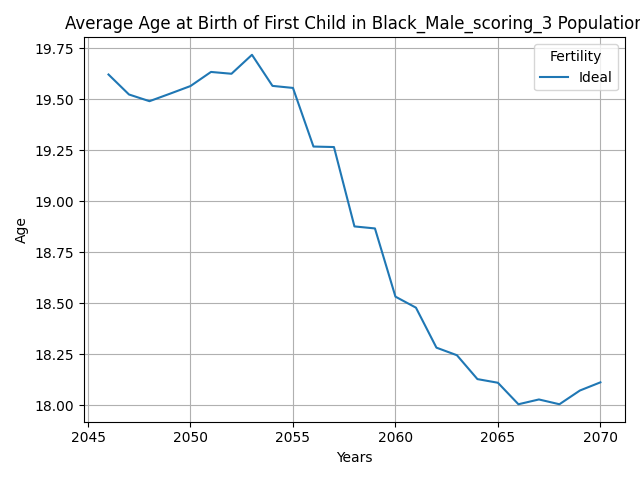 Average Age at Birth of First Child in Black_Male_scoring_3 Population
Fertility
Ideal
19.75
19.50
19.25
19.00
18.75
18.50
18.25
18.00
Age
2045 2050 2055 2060 2065 2070
Years